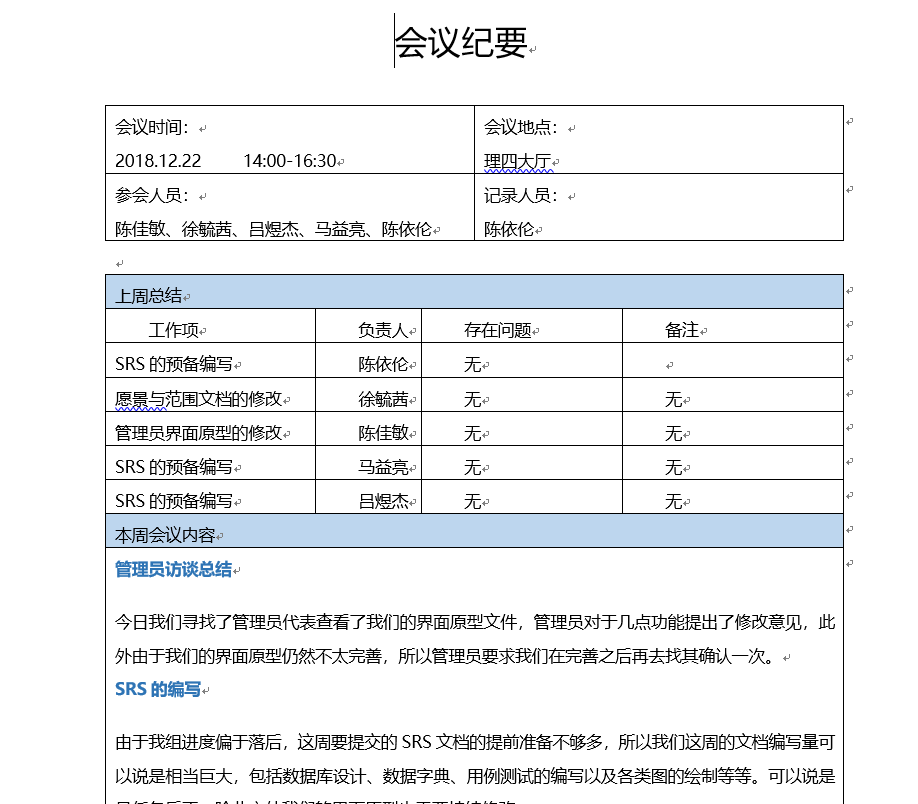 会议纪要
会议时间： 会议地点：
2018.12.22 14:00-16:30 理四大厅
参会人员： 记录人员：
陈佳敏、徐毓茜、吕煜杰、马益亮、陈依伦 陈依伦
上周总结
工作项 负责人 存在问题 备注
SRS 的预备编写 陈依伦 无
愿景与范围文档的修改 徐毓茜 无 无
管理员界面原型的修改 陈佳敏 无 无
SRS 的预备编写 马益亮 无 无
SRS 的预备编写 吕煜杰 无 无
本周会议内容
管理员访谈总结
今日我们寻找了管理员代表查看了我们的界面原型文件，管理员对于几点功能提出了修改意见，此
外由于我们的界面原型仍然不太完善，所以管理员要求我们在完善之后再去找其确认一次。
SRS 的编写
由于我组进度偏于落后，这周要提交的 SRS 文档的提前准备不够多，所以我们这周的文档编写量可
以说是相当巨大，包括数据库设计、数据字典、用例测试的编写以及各类图的绘制等等。可以说是